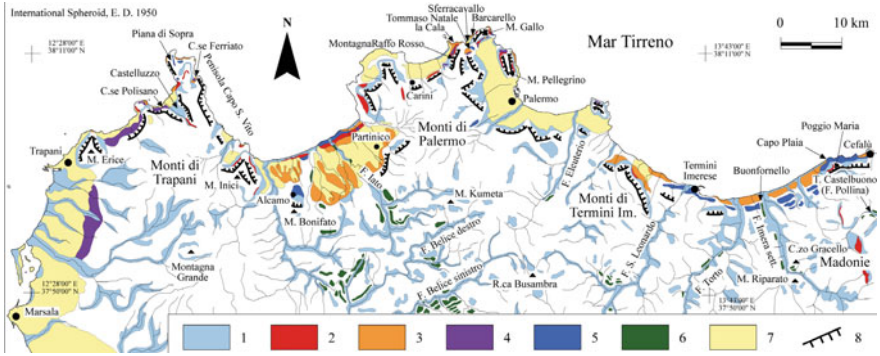 International Spheroid, E. D. 1950
Sferracavallo
Tommaso Natale
Barcarello
la Cala
M. Gallo
N
0 10 km
12°28'00" E
38°11'00" N
Piana di Sopra
C.se Ferriato
MontagnaRaffo Rosso
Mar Tirreno
13°43'00" E
38°11'00" N
Castelluzzo
Penisola Capo S. Vito
C.se Polisano
Carini
M. Pellegrino
Palermo
Poggio Maria
Capo Plaia
Cefalù
Trapani
M. Erice
Monti di
Trapani
Partinico
Monti di
Palermo
F. Eleuterio
Termini
Imerese
Buonfornello
T. Castelbuono
(F. Pollina)
M. Inici
F. Iato
Alcamo
M. Bonifato
M. Kumeta
Monti di
Termini Im.
F. Belice destro
F. S. Leonardo
F. Imera sett.
C.zo Gracello
Madonie
Montagna
Grande
F. Belice sinistro
R.ca Busambra
F. Torto
M. Riparato
12°28'00" E
37°50'00" N
37°50'00" N
Marsala
1 2 3 4 5 6 7 8